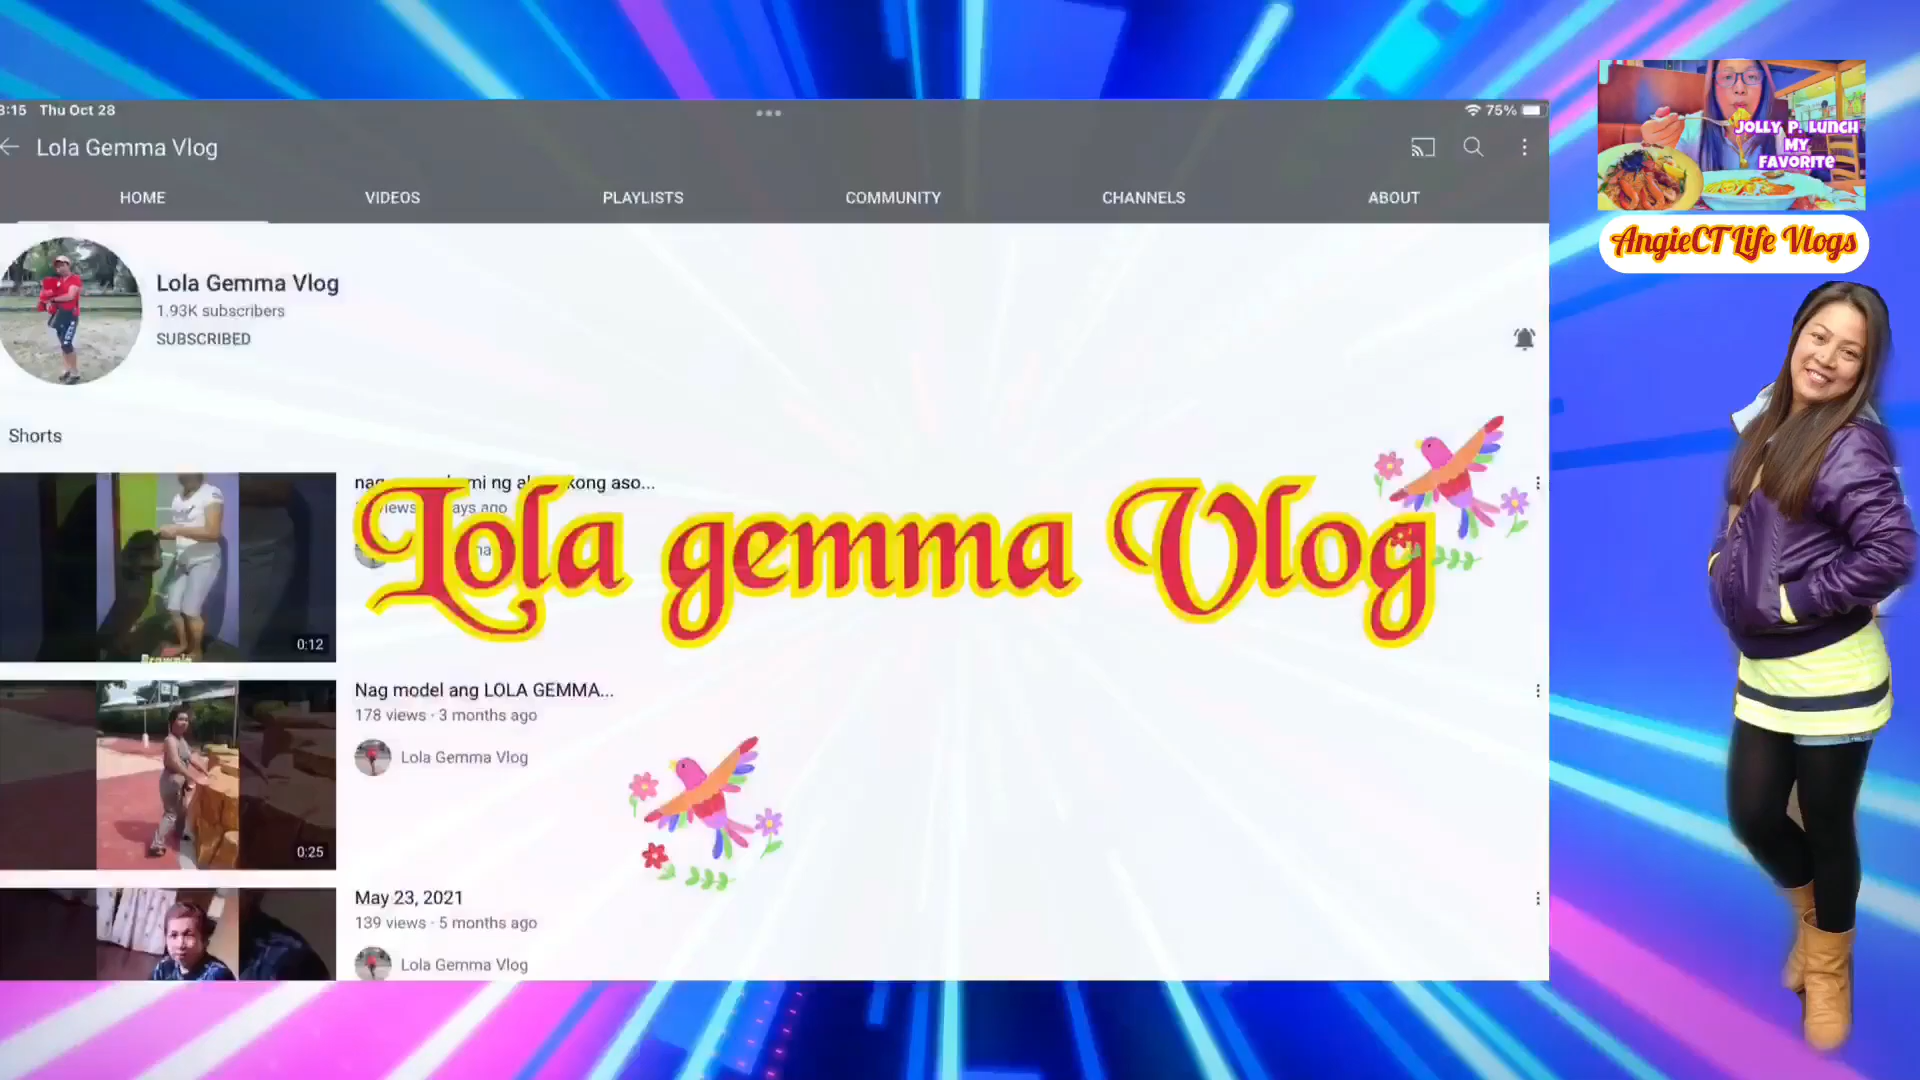 Thu Oct 28
75%
Lola Gemma Vlog
HOME VIDEOS PLAYLISTS COMMUNITY CHANNELS ABOUT
Lola Gemma Vlog
1.93K subscribers
SUBSCRIBED
Shorts
kong aso...
ago
0:12
Lola gemma Vlog
Nag model ang LOLA GEMMA...
178 views · 3 months ago
Lola Gemma Vlog
0:25
May 23, 2021
139 views · 5 months ago
Lola Gemma Vlog
JOLLY P. LUNCH
MY
FAVORITE
AngieCT Life Vlogs